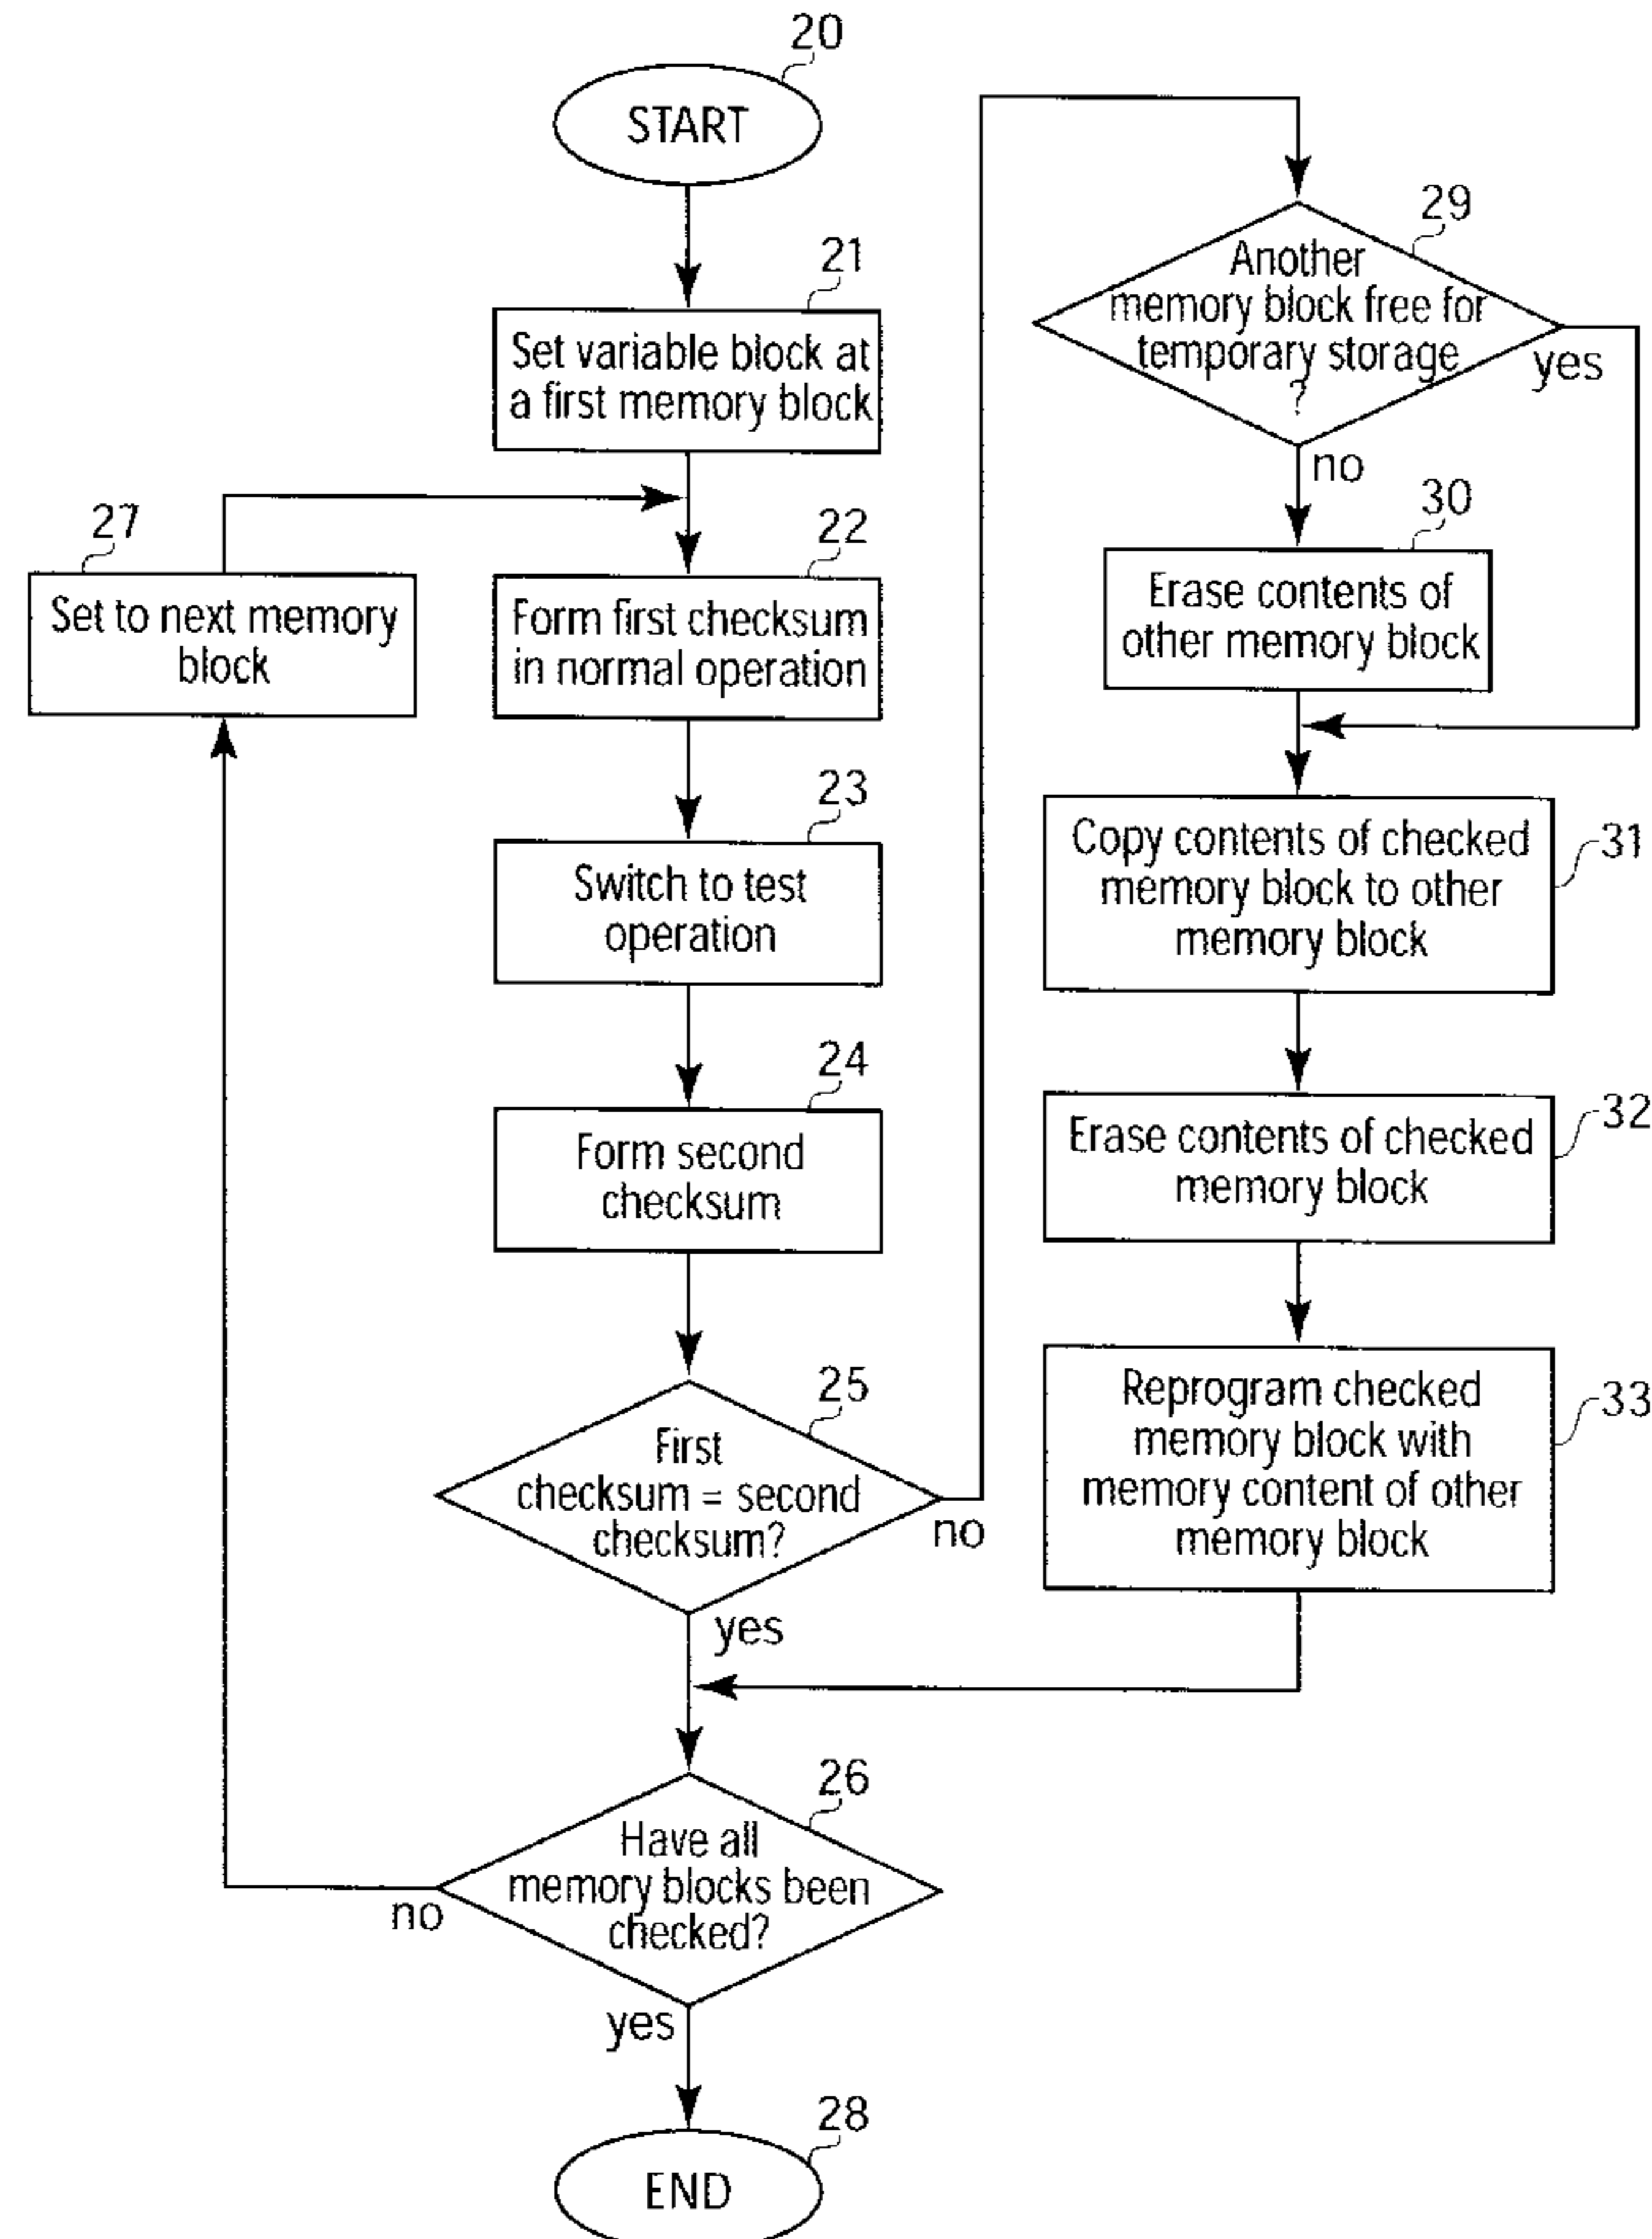 20
START
21
Set variable block at
a first memory block
27
Set to next memory
block
22
Form first checksum
in normal operation
23
Switch to test
operation
24
Form second
checksum
25
First
checksum = second
checksum?
no
yes
26
Have all
memory blocks been
checked?
no
yes
28
END
29
Another
memory block free for
temporary storage
?
yes
no
30
Erase contents of
other memory block
31
Copy contents of checked
memory block to other
memory block
32
Erase contents of checked
memory block
33
Reprogram checked
memory block with
memory content of other
memory block